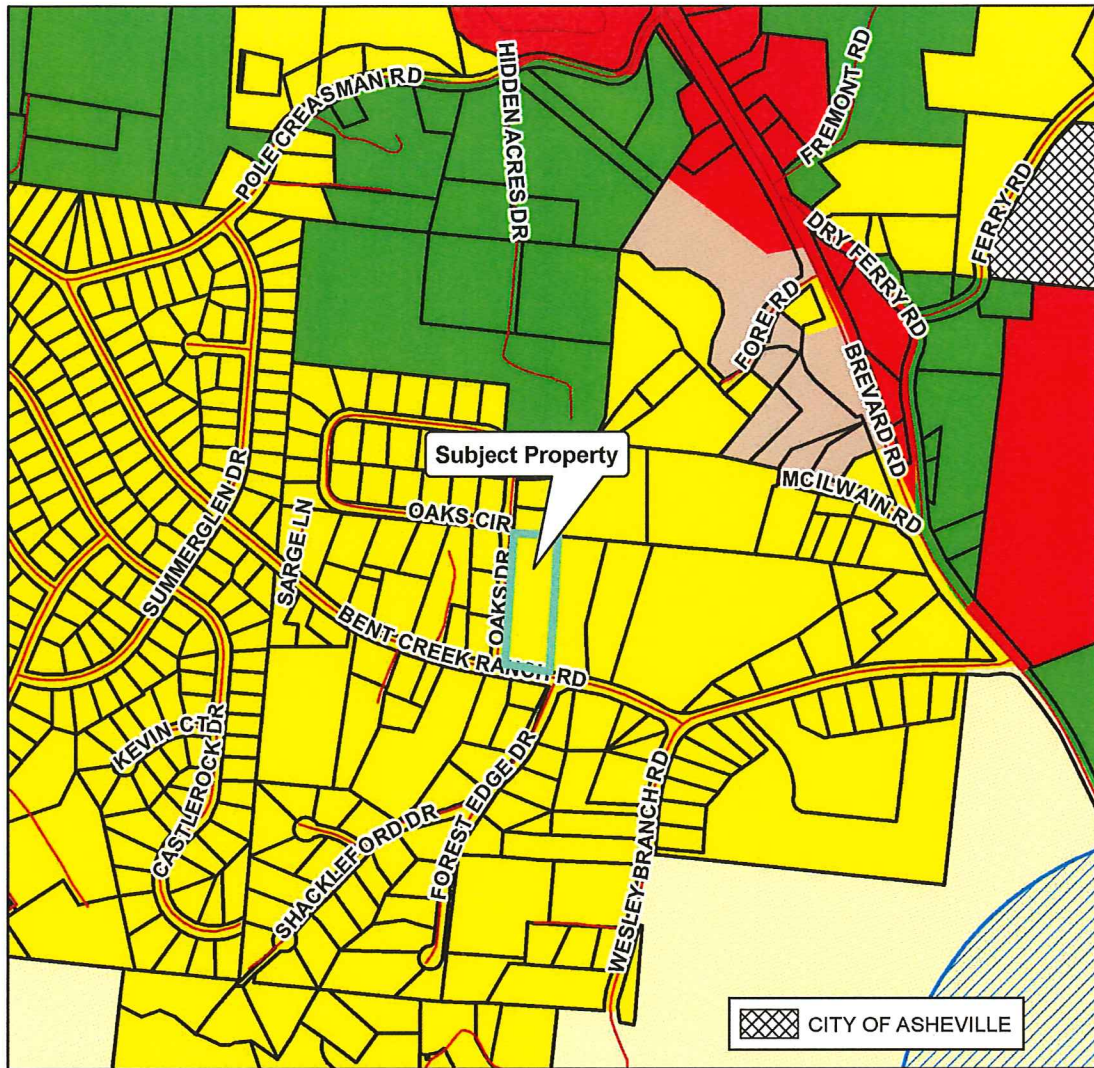 HIDDEN ACRES DR
FREMONT RD
POLE CREASMAN RD
FERRY RD
DRY FERRY RD
FORE RD
BREVARD RD
Subject Property
MCILWAIN RD
SUMMERGLEN DR
SARGE LN
OAKS CIR
OAKS DR
BENT CREEK RANCH RD
KEVIN CTR
CASTLEROCK DR
SHACKLEFORD DR
FOREST EDGE DR
WESLEY BRANCH RD
CITY OF ASHEVILLE